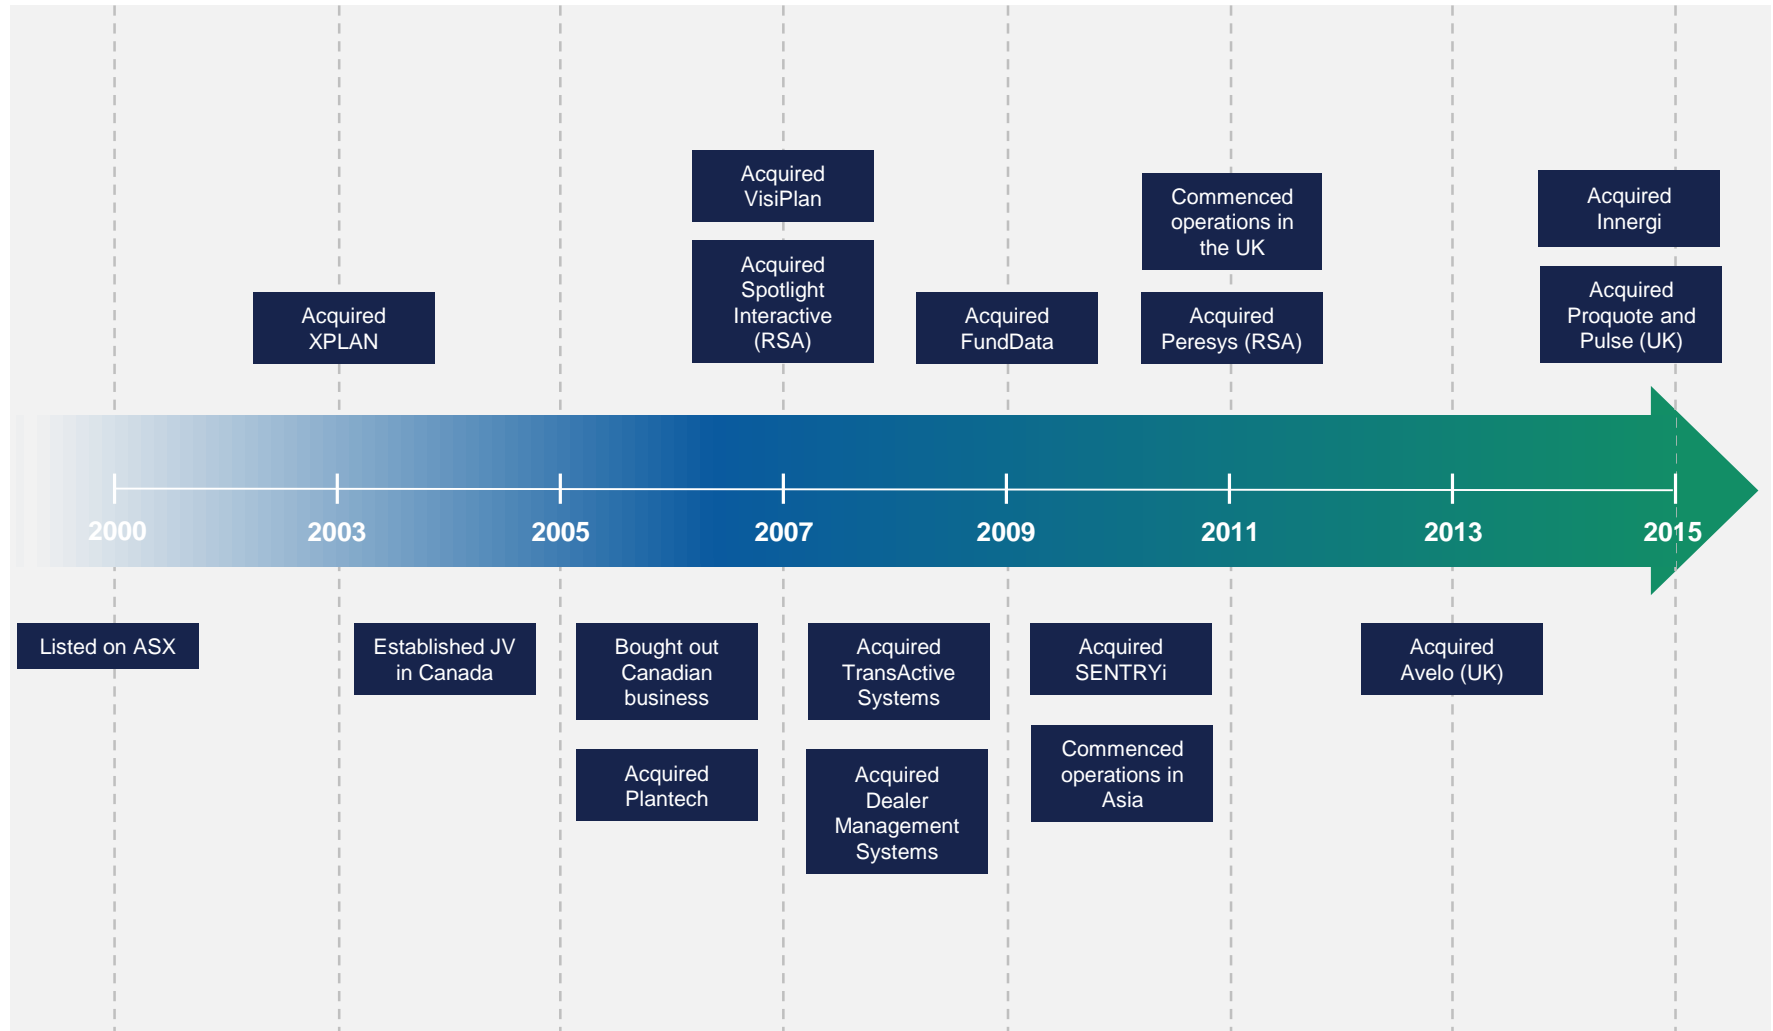 Acquired
VisiPlan
Acquired
Spotlight
Interactive
(RSA)
Commenced
operations in
the UK
Acquired
Innergi
Acquired
XPLAN
Acquired
FundData
Acquired
Peresys (RSA)
Acquired
Proquote and
Pulse (UK)
2000
2003
2005
2007
2009
2011
2013
2015
Listed on ASX
Established JV
in Canada
Bought out
Canadian
business
Acquired
TransActive
Systems
Acquired
SENTRYi
Acquired
Avelo (UK)
Acquired
Plantech
Acquired
Dealer
Management
Systems
Commenced
operations in
Asia